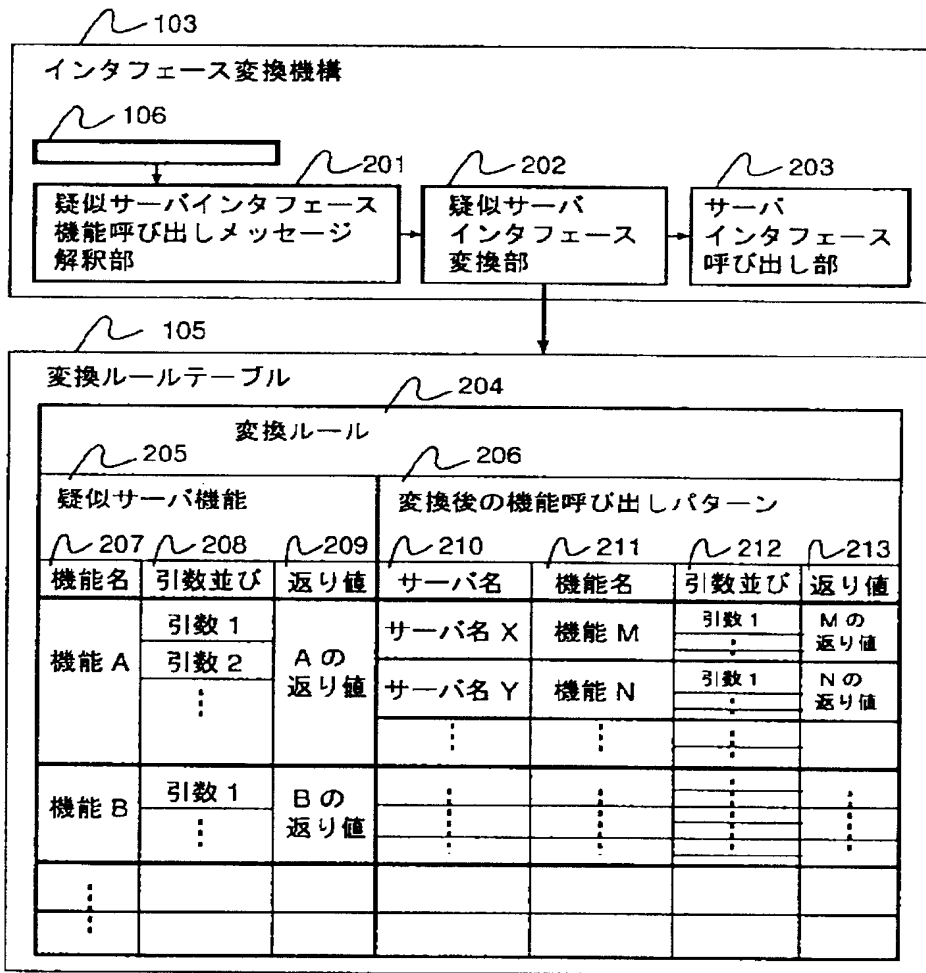 103
インタフェース変換機構
106
201
202
203
疑似サーバインタフェース
機能呼び出しメッセージ
解釈部
疑似サーバ
インタフェース
変換部
サーバ
インタフェース
呼び出し部
105
変換ルールテーブル
204
変換ルール
205
206
疑似サーバ機能
変換後の機能呼び出しパターン
207
208
209
210
211
212
213
機能名
引数並び
返り値
サーバ名
機能名
引数並び
返り値
機能 A
引数 1
引数 2
A の
返り値
サーバ名 X
機能 M
引数 1
M の
返り値
サーバ名 Y
機能 N
引数 1
N の
返り値
機能 B
引数 1
B の
返り値